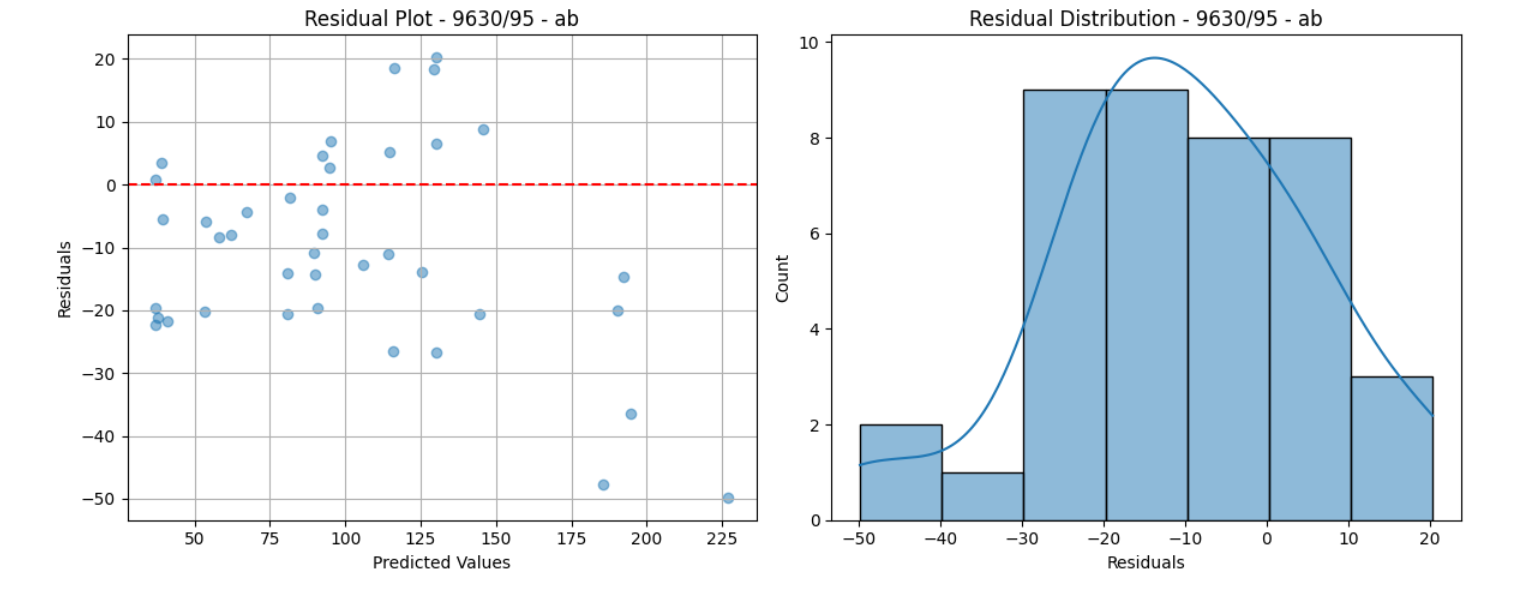 Residual Plot - 9630/95 - ab
20
10
0
−10
−20
−30
−40
−50
Residuals
50 75 100 125 150 175 200 225
Predicted Values
Residual Distribution - 9630/95 - ab
10
8
6
4
2
0
Count
−50 −40 −30 −20 −10 0 10 20
Residuals